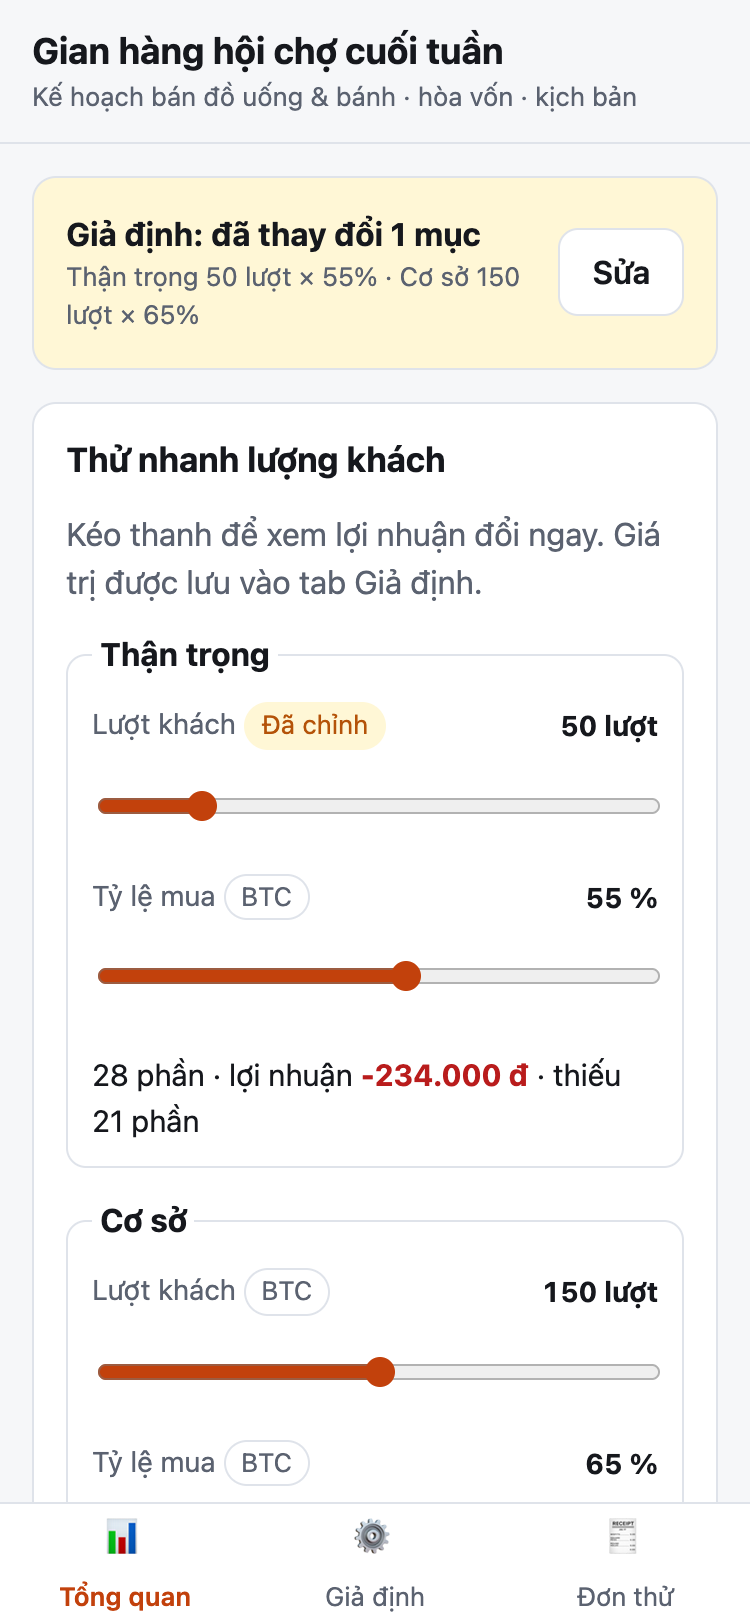 Gian hàng hội chợ cuối tuần
Kế hoạch bán đồ uống & bánh · hòa vốn · kịch bản
Giả định: đã thay đổi 1 mục
Thận trọng 50 lượt × 55% · Cơ sở 150
lượt × 65%
Sửa
Thử nhanh lượng khách
Kéo thanh để xem lợi nhuận đổi ngay. Giá
trị được lưu vào tab Giả định.
Thận trọng
Lượt khách Đã chỉnh 50 lượt
Tỷ lệ mua BTC 55 %
28 phần · lợi nhuận -234.000 đ · thiếu
21 phần
Cơ sở
Lượt khách BTC 150 lượt
Tỷ lệ mua BTC 65 %
RECEIPT
Tổng quan Giả định Đơn thử